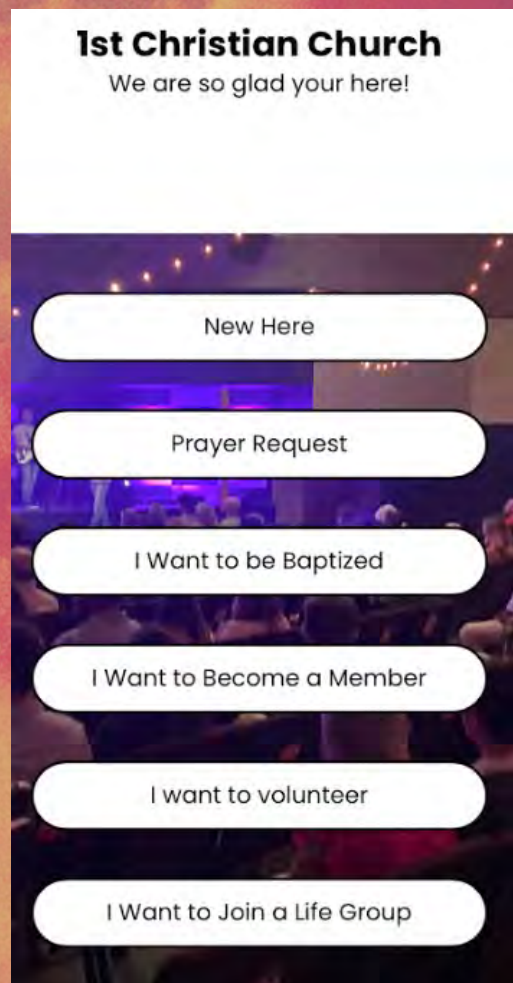 1st Christian Church
We are so glad your here!
New Here
Prayer Request
I Want to be Baptized
I Want to Become a Member
I want to volunteer
I Want to Join a Life Group